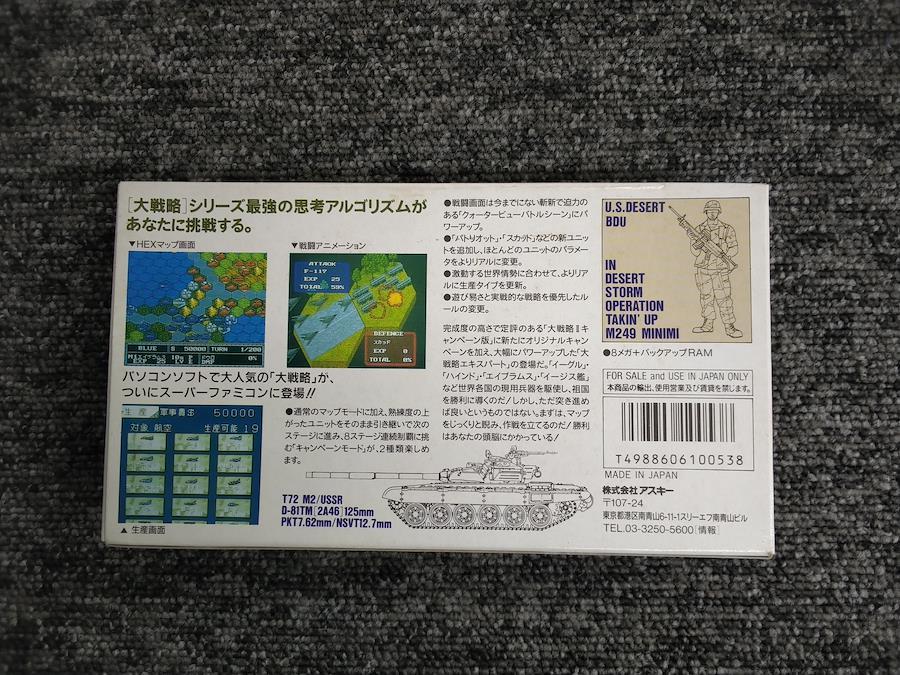 [大戦略]シリーズ最強の思考アルゴリズムが
あなたに挑戦する。
▼HEXマップ画面
▼戦闘アニメーション
ATTACK
F-117
EXP 25
TOTAL 59%
DEFENCE
スカッド
EXP 0
TOTAL 0%
BLUE $ 50000 TURN 1/200
パソコンソフトで大人気の「大戦略」が、
ついにスーパーファミコンに登場!!
生産 軍事費$ 50000
対象 航空 生産可能 19
▲生産画面
●通常のマップモードに加え、熟練度の上
がったユニットをそのまま引き継いで次の
ステージに進み、8ステージ連続制覇に挑
む「キャンペーンモード」が、2種類楽しめ
ます。
●戦闘画面は今までにない斬新で迫力の
ある「クォータービューバトルシーン」にパ
ワーアップ。
●「パトリオット」・「スカッド」などの新ユニッ
トを追加し、ほとんどのユニットのパラメー
タをよりリアルに変更。
●激動する世界情勢に合わせて、よりリア
ルに生産タイプを更新。
●遊び易さと実戦的な戦略を優先したルー
ルの変更。
完成度の高さで定評のある「大戦略Ⅱキ
ャンペーン版」に新たにオリジナルキャン
ペーンを加え、大幅にパワーアップした「大
戦略エキスパート」の登場だ。「イーグル」・
「ハインド」・「エイブラムス」・「イージス艦」
など世界各国の現用兵器を駆使し、祖国
を勝利に導くのだ!しかし、ただ突き進め
ば良いというものではない。まずは、マップ
をじっくりと睨み、作戦を立てるのだ!勝利
はあなたの頭脳にかかっている!
T72 M2/USSR
D-81TM[2A46]125mm
PKT7.62mm/NSVT12.7mm
U.S.DESERT
BDU
IN
DESERT
STORM
OPERATION
TAKIN' UP
M249 MINIMI
●8メガ+バックアップRAM
FOR SALE and USE IN JAPAN ONLY
本商品の輸出、使用営業及び賃貸を禁じます。
T4988606100538
MADE IN JAPAN
株式会社アスキー
〒107-24
東京都港区南青山6-11-1スリーエフ南青山ビル
TEL.03-3250-5600[情報]